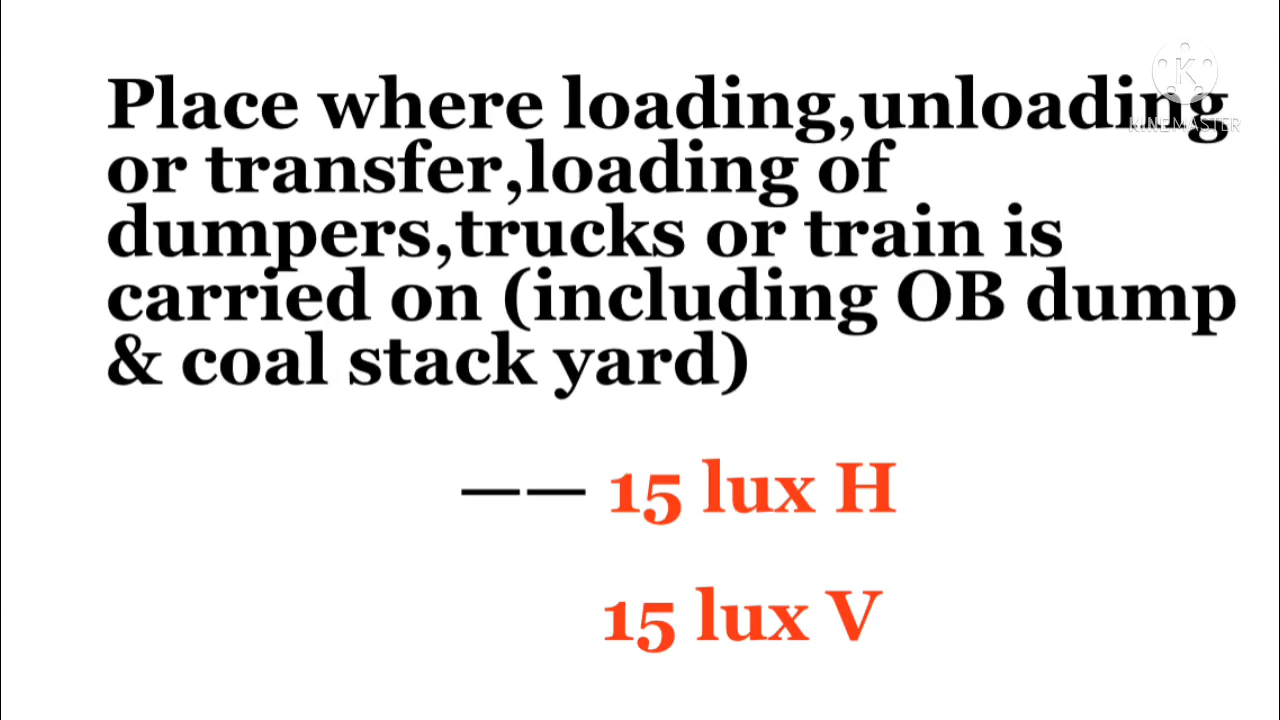 Place where loading,unloading
or transfer,loading of
dumpers,trucks or train is
carried on (including OB dump
& coal stack yard)
—— 15 lux H
15 lux V
K
KINEMASTER